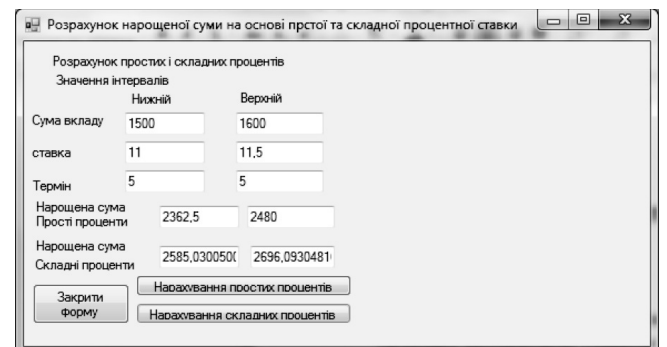 Розрахунок нарощеної суми на основі прстої та складної процентної ставки
Розрахунок простих і складних процентів
Значення інтервалів
Нижній Верхній
Сума вкладу 1500 1600
ставка 11 11,5
Термін 5 5
Нарощена сума
Прості проценти 2362,5 2480
Нарощена сума
Складні проценти 2585,0300500 2696,0930481
Закрити
форму
Нарахування простих процентів
Нарахування складних процентів